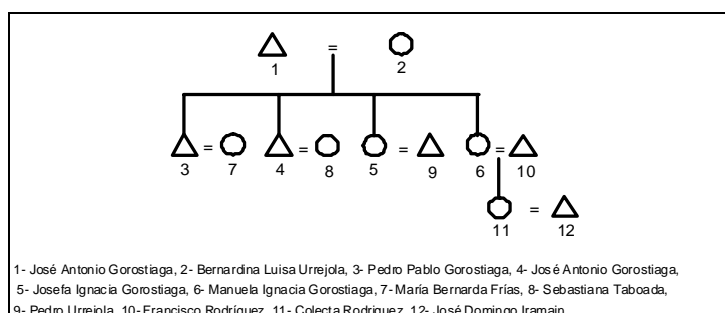 =
1
2
= = = =
3 7 4 8 5 9 6 10
=
11 12
1- José Antonio Gorostiaga, 2- Bernardina Luisa Urrejola, 3- Pedro Pablo Gorostiaga, 4- José Antonio Gorostiaga,
5- Josefa Ignacia Gorostiaga, 6- Manuela Ignacia Gorostiaga, 7- María Bernarda Frías, 8- Sebastiana Taboada,
9- Pedro Urrejola, 10- Francisco Rodríguez, 11- Colecta Rodriguez, 12- José Domingo Iramain